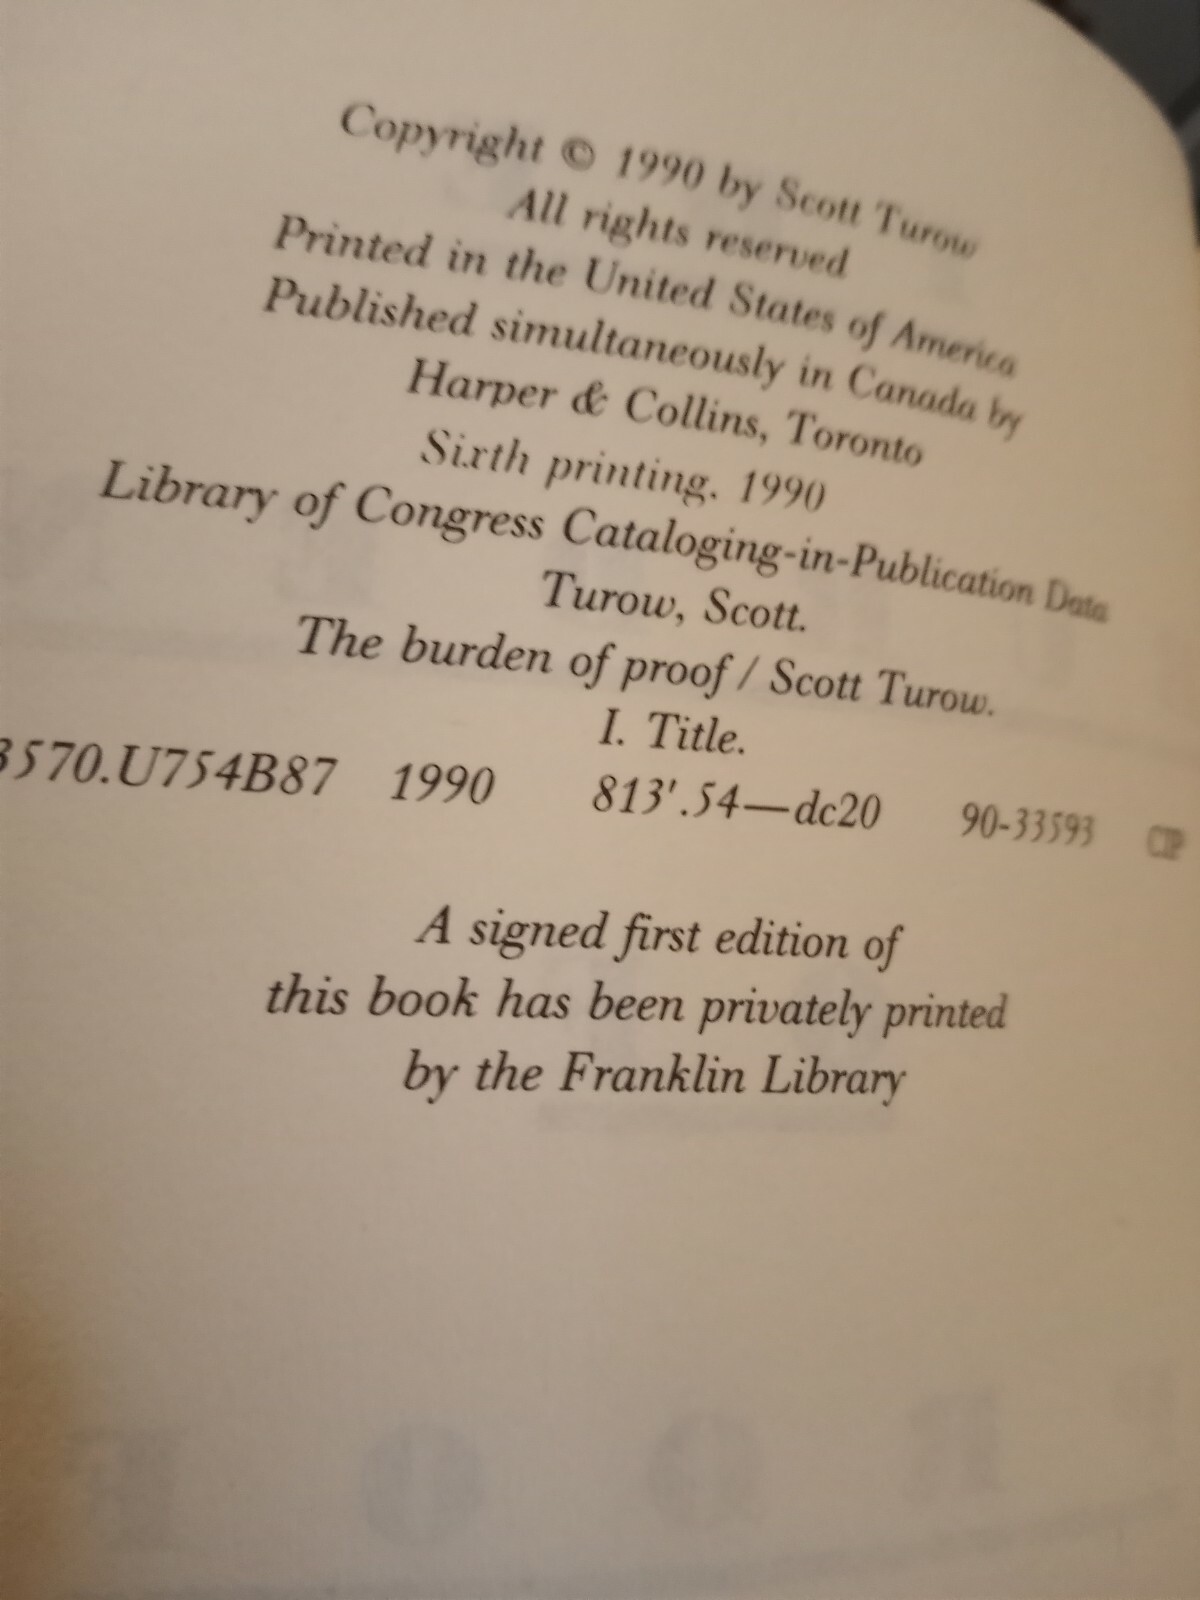 Copyright © 1990 by Scott Turow
All rights reserved
Printed in the United States of America
Published simultaneously in Canada by
Harper & Collins, Toronto
Sixth printing. 1990
Library of Congress Cataloging-in-Publication Data
Turow, Scott.
The burden of proof / Scott Turow.
I. Title.
3570.U754B87 1990 813'.54—dc20 90-33593 CIP
A signed first edition of
this book has been privately printed
by the Franklin Library